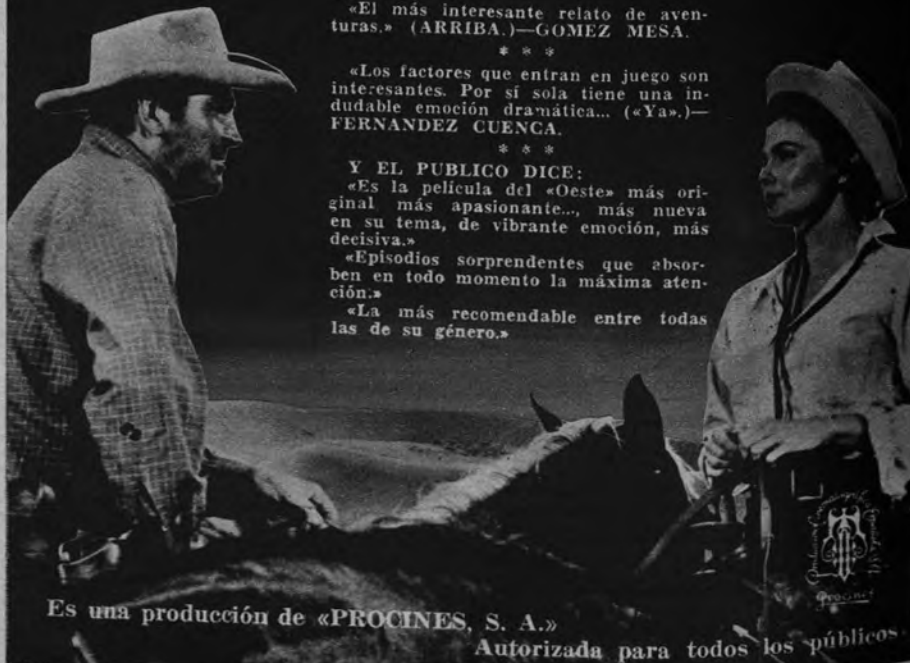 «El más interesante relato de aven-
turas.» (ARRIBA.)—GOMEZ MESA.
* * *
«Los factores que entran en juego son
interesantes. Por sí sola tiene una in-
dudable emoción dramática... («Ya».)—
FERNANDEZ CUENCA.
* * *
Y EL PUBLICO DICE:
«Es la película del «Oeste» más ori-
ginal más apasionante..., más nueva
en su tema, de vibrante emoción, más
decisiva.»
«Episodios sorprendentes que absor-
ben en todo momento la máxima aten-
ción.»
«La más recomendable entre todas
las de su género.»
Procines
Es una producción de «PROCINES, S. A.»
Autorizada para todos los públicos